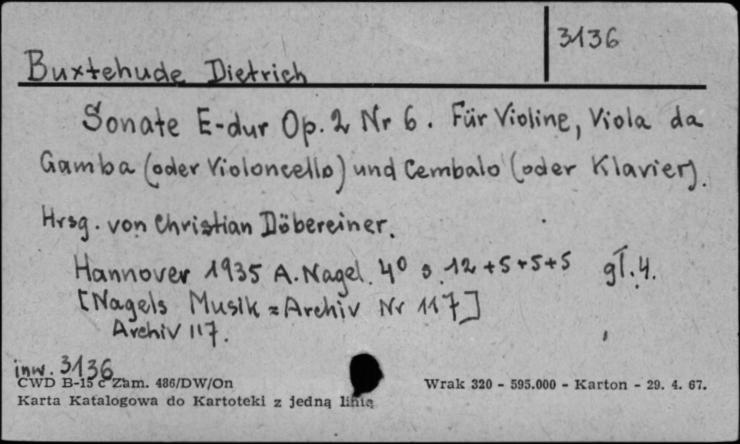 3136
Buxtehude Dietrich
Sonate E-dur Op. 2 Nr 6. Für Violine, Viola da
Gamba (oder Violoncello) und Cembalo (oder Klavier).
Hrsg. von Christian Döbereiner.
Hannover 1935 A. Nagel. 4° s. 12+5+5+5 gł. 4.
[Nagels Musik = Archiv Nr 117]
Archiv 117.
inw. 3136
CWD B-15 c Zam. 486/DW/On Wrak 320 - 595.000 - Karton - 29. 4. 67.
Karta Katalogowa do Kartoteki z jedną linią